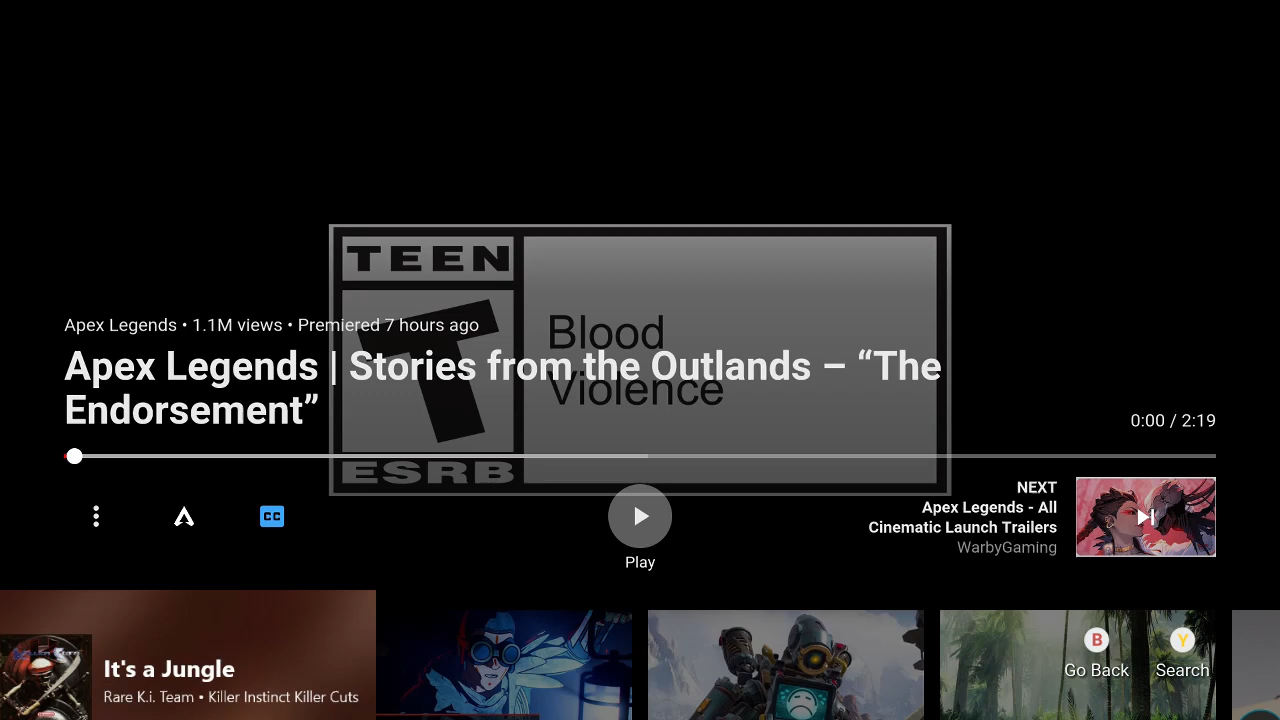 TEEN
T
ESRB
Blood
Violence
Apex Legends • 1.1M views • Premiered 7 hours ago
Apex Legends | Stories from the Outlands – “The
Endorsement”
0:00 / 2:19
CC
Play
NEXT
Apex Legends - All
Cinematic Launch Trailers
WarbyGaming
It's a Jungle
Rare K.i. Team • Killer Instinct Killer Cuts
B
Go Back
Y
Search